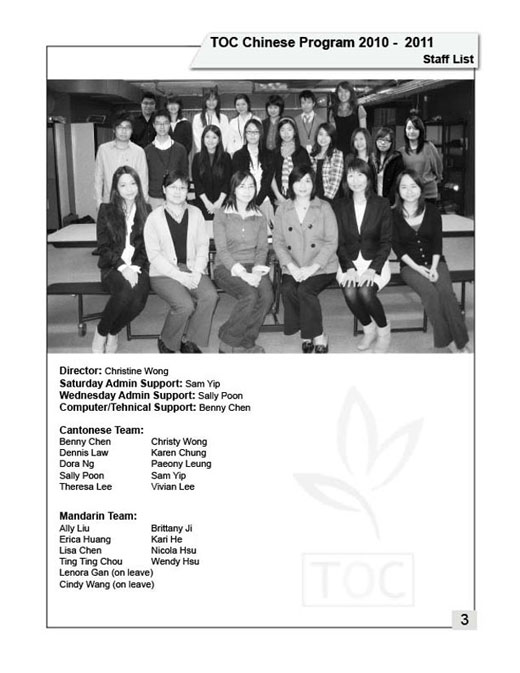 TOC Chinese Program 2010 - 2011
Staff List
Director: Christine Wong
Saturday Admin Support: Sam Yip
Wednesday Admin Support: Sally Poon
Computer/Tehnical Support: Benny Chen
Cantonese Team:
Benny Chen Christy Wong
Dennis Law Karen Chung
Dora Ng Paeony Leung
Sally Poon Sam Yip
Theresa Lee Vivian Lee
Mandarin Team:
Ally Liu Brittany Ji
Erica Huang Kari He
Lisa Chen Nicola Hsu
Ting Ting Chou Wendy Hsu
Lenora Gan (on leave)
Cindy Wang (on leave)
TOC
3